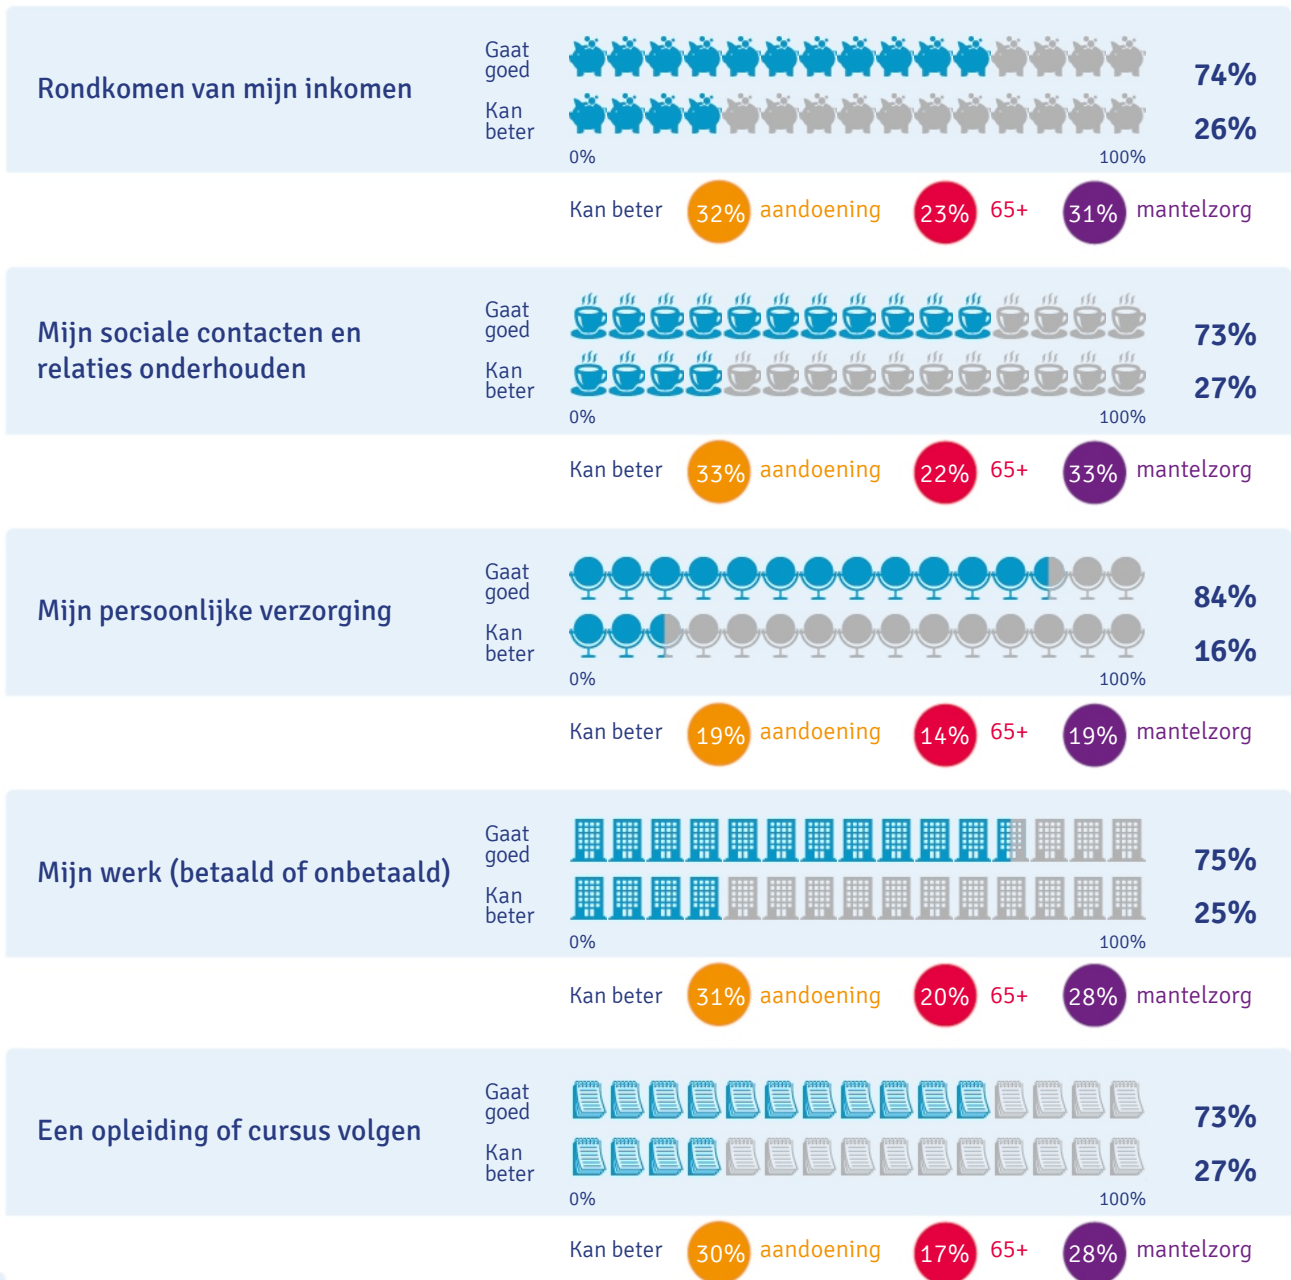 Rondkomen van mijn inkomen
Gaat
goed
74%
Kan
beter
26%
0% 100%
Kan beter 32% aandoening 23% 65+ 31% mantelzorg
Mijn sociale contacten en
relaties onderhouden
Gaat
goed
73%
Kan
beter
27%
0% 100%
Kan beter 33% aandoening 22% 65+ 33% mantelzorg
Mijn persoonlijke verzorging
Gaat
goed
84%
Kan
beter
16%
0% 100%
Kan beter 19% aandoening 14% 65+ 19% mantelzorg
Mijn werk (betaald of onbetaald)
Gaat
goed
75%
Kan
beter
25%
0% 100%
Kan beter 31% aandoening 20% 65+ 28% mantelzorg
Een opleiding of cursus volgen
Gaat
goed
73%
Kan
beter
27%
0% 100%
Kan beter 30% aandoening 17% 65+ 28% mantelzorg